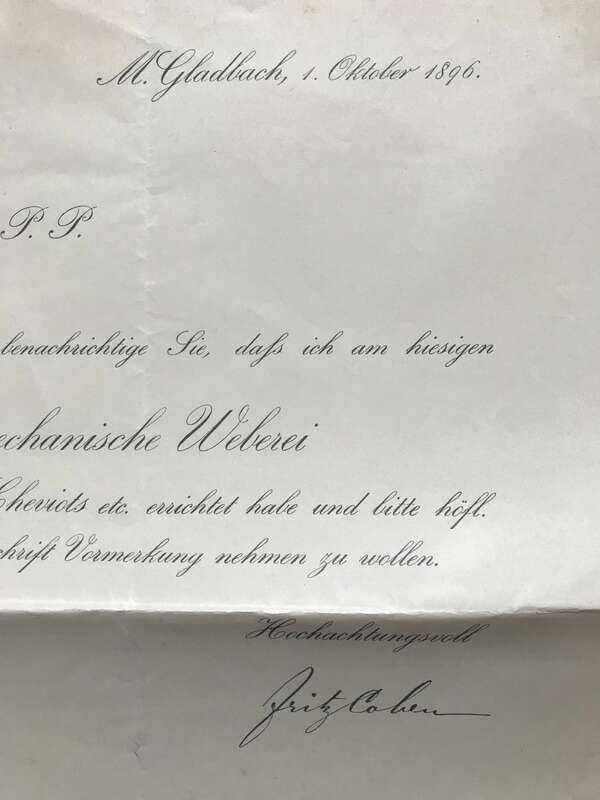 M. Gladbach, 1. Oktober 1896.
P. P.
benachrichtige Sie, daſs ich am hiesigen
echanische Weberei
Cheviots etc. errichtet habe und bitte höfl.
chrift Vormerkung nehmen zu wollen.
Hochachtungsvoll
Fritz Cohen